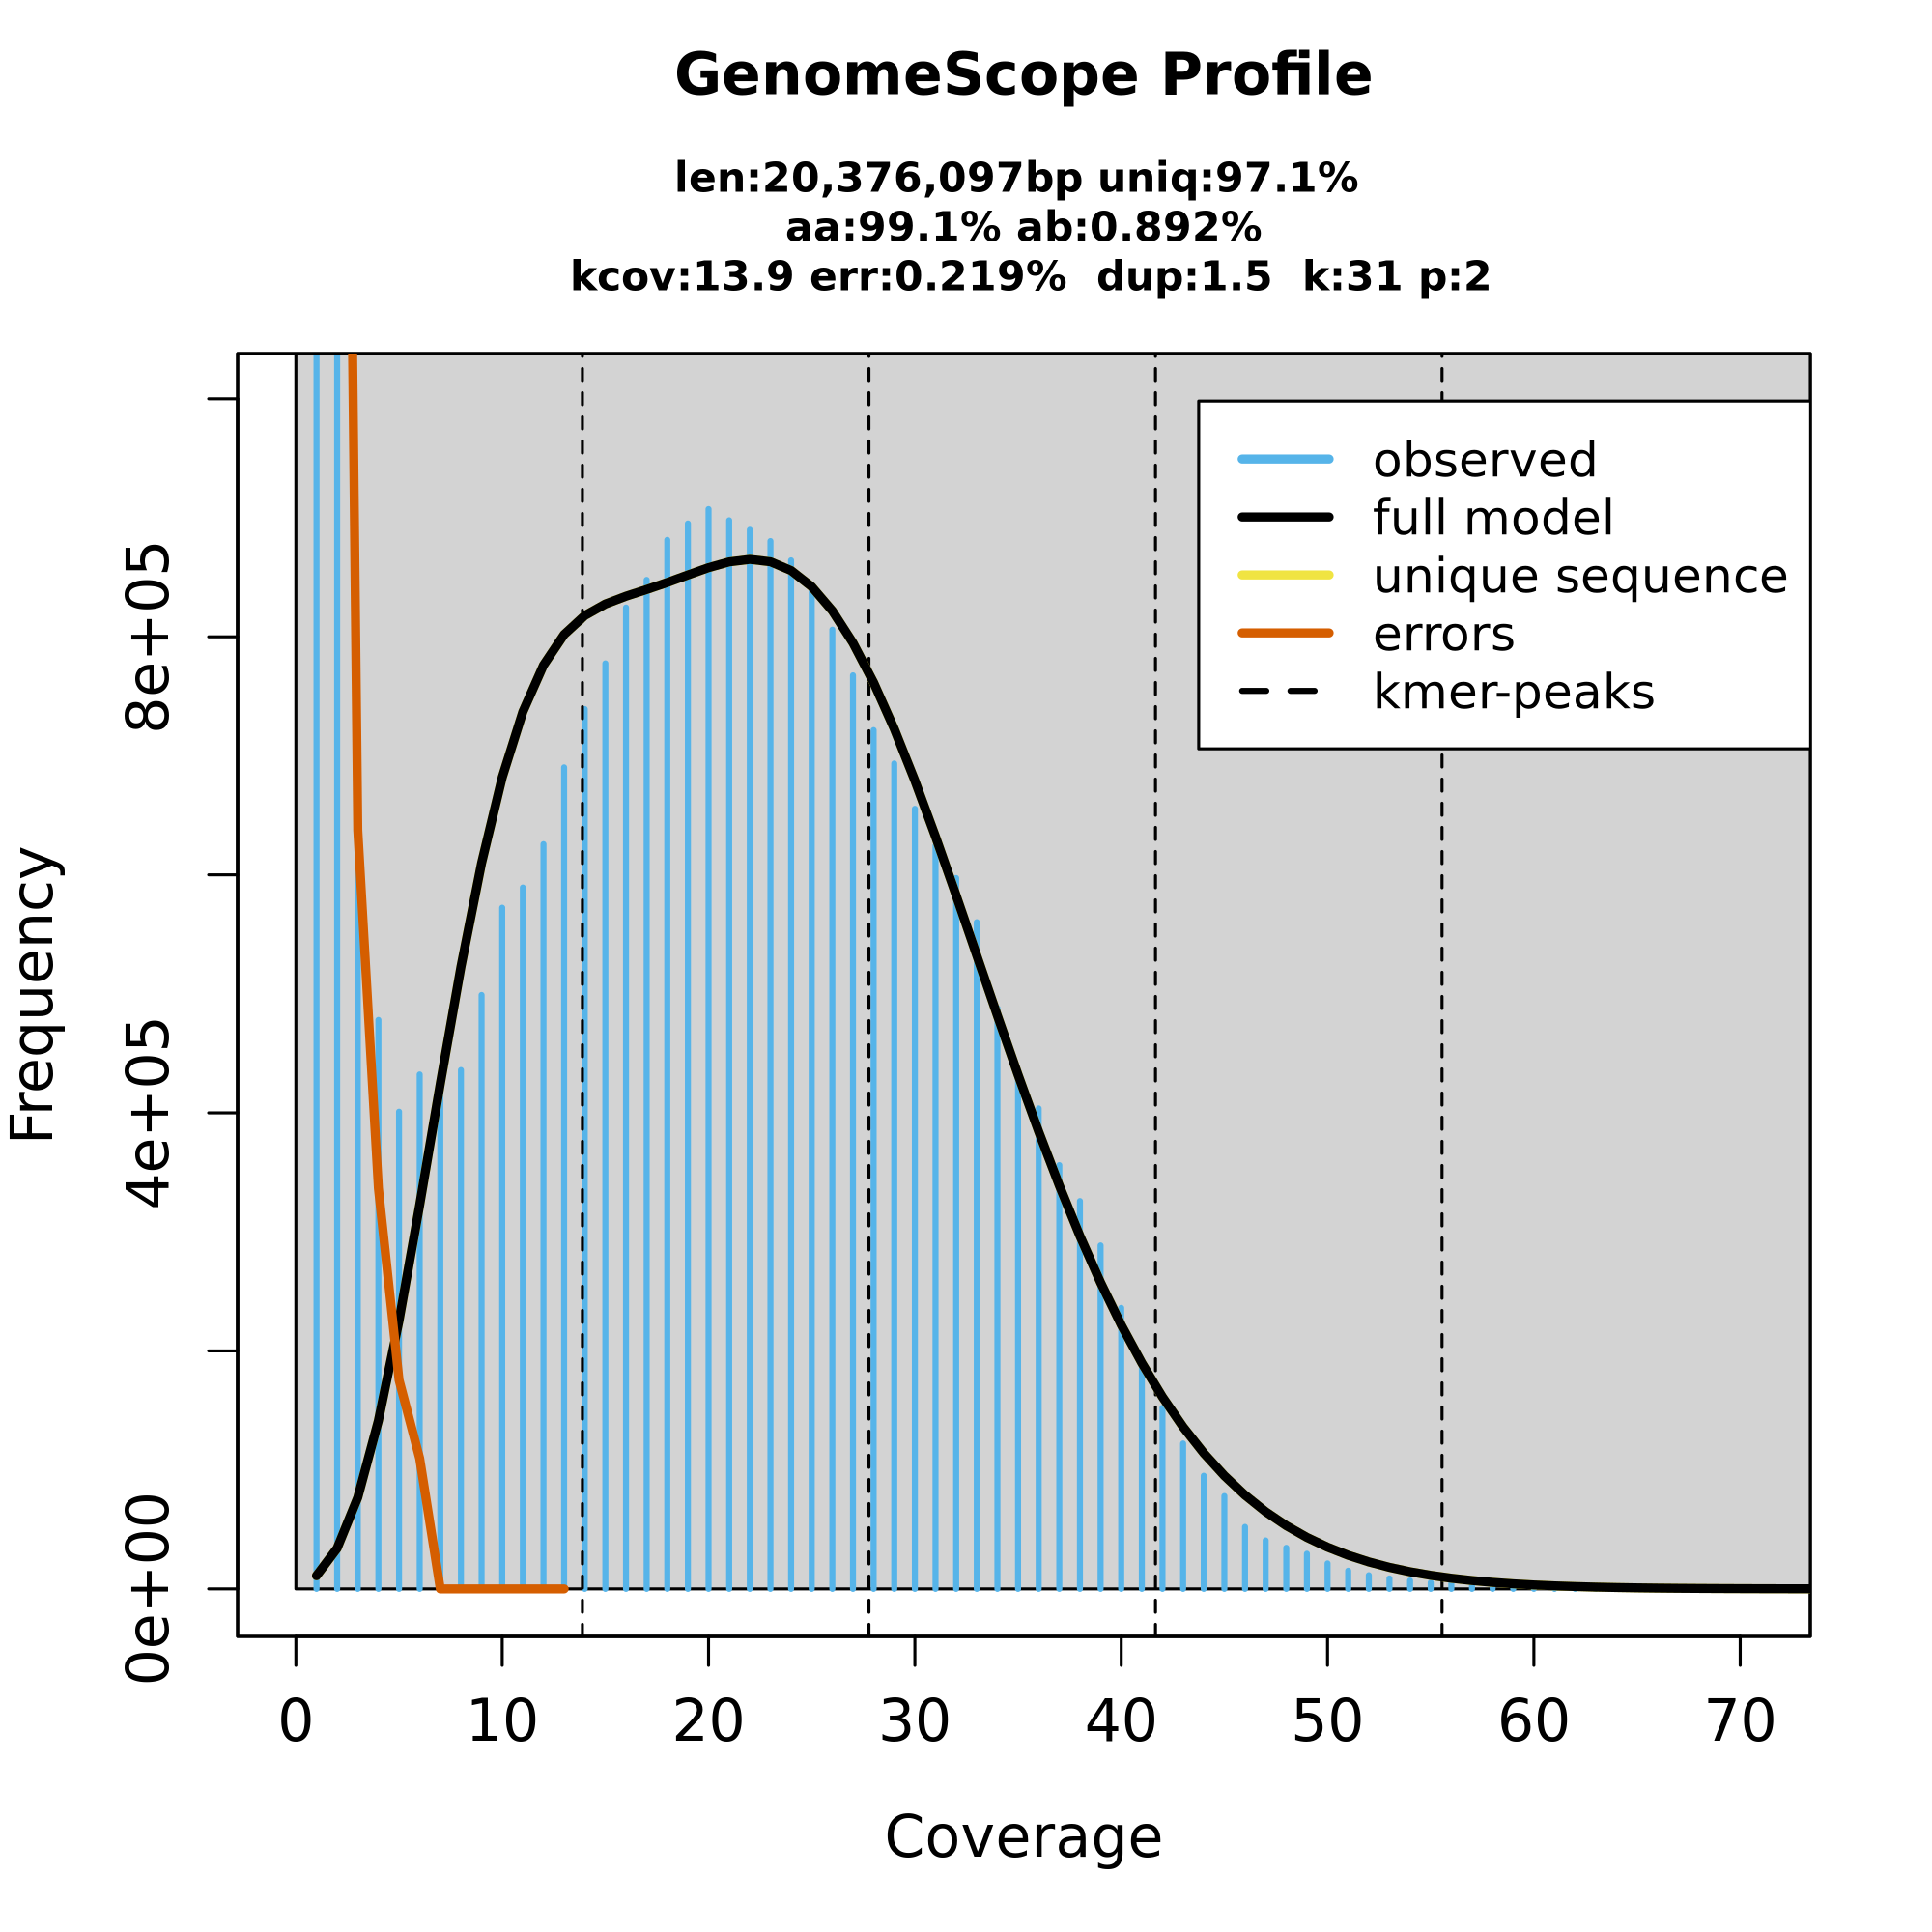 GenomeScope Profile
len:20,376,097bp uniq:97.1%
aa:99.1% ab:0.892%
kcov:13.9 err:0.219% dup:1.5 k:31 p:2
observed
full model
unique sequence
errors
kmer-peaks
Frequency
8e+05
4e+05
0e+00
0 10 20 30 40 50 60 70
Coverage